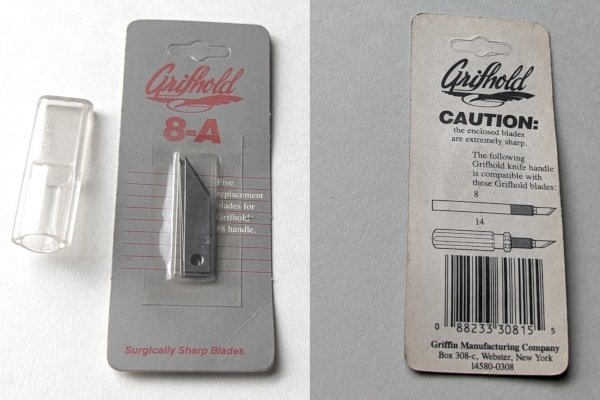 Grifhold
8-A
Five
replacement
blades for
Grifhold
#8 handle.
Surgically Sharp Blades
Grifhold
CAUTION:
the enclosed blades
are extremely sharp.
The following
Grifhold knife handle
is compatible with
these Grifhold blades:
8
14
0 88233 30815 5
Griffin Manufacturing Company
Box 308-c, Webster, New York
14580-0308